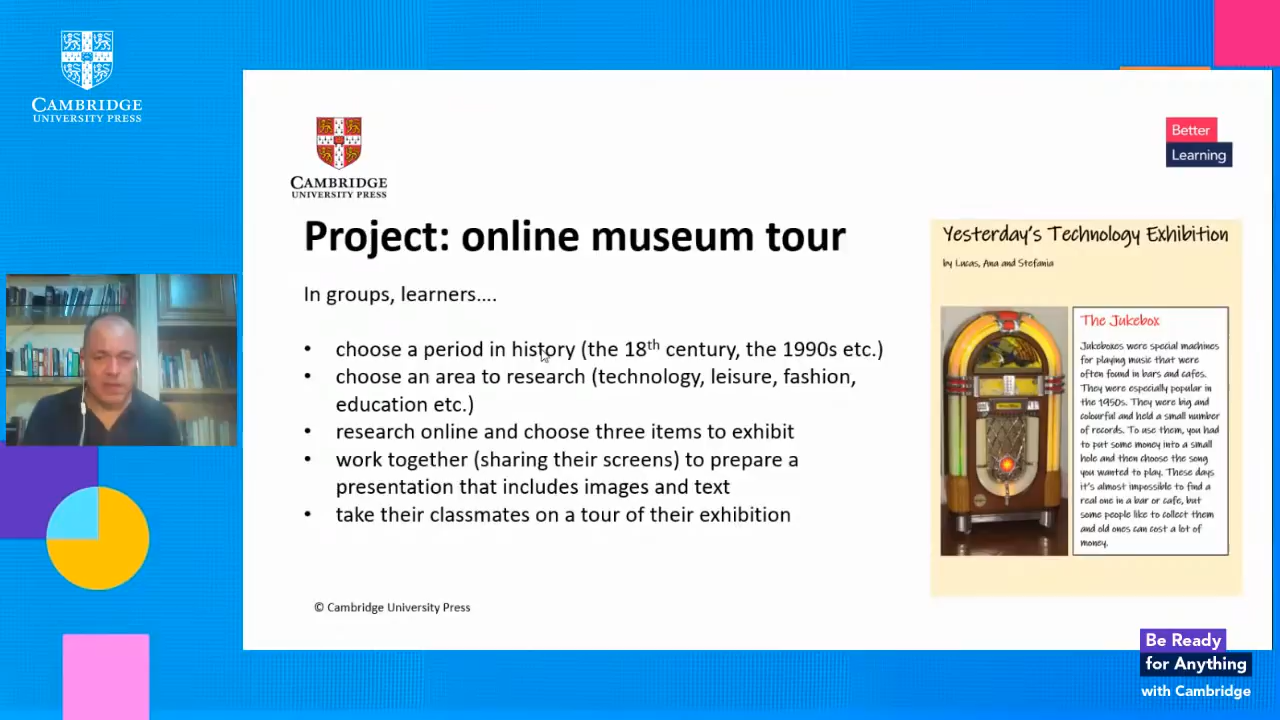 CAMBRIDGE
UNIVERSITY PRESS
CAMBRIDGE
UNIVERSITY PRESS
Better
Learning
Project: online museum tour
In groups, learners....
• choose a period in history (the 18th century, the 1990s etc.)
• choose an area to research (technology, leisure, fashion,
education etc.)
• research online and choose three items to exhibit
• work together (sharing their screens) to prepare a
presentation that includes images and text
• take their classmates on a tour of their exhibition
© Cambridge University Press
Yesterday's Technology Exhibition
by Lucas, Ana and Stefania
The Jukebox
Jukeboxes were special machines
for playing music that were
often found in bars and cafes.
They were especially popular in
the 1950s. They were big and
colourful and held a small number
of records. To use them, you had
to put some money into a small
hole and then choose the song
you wanted to play. These days
it's almost impossible to find a
real one in a bar or cafe, but
some people like to collect them
and old ones can cost a lot of
money.
Be Ready
for Anything
with Cambridge